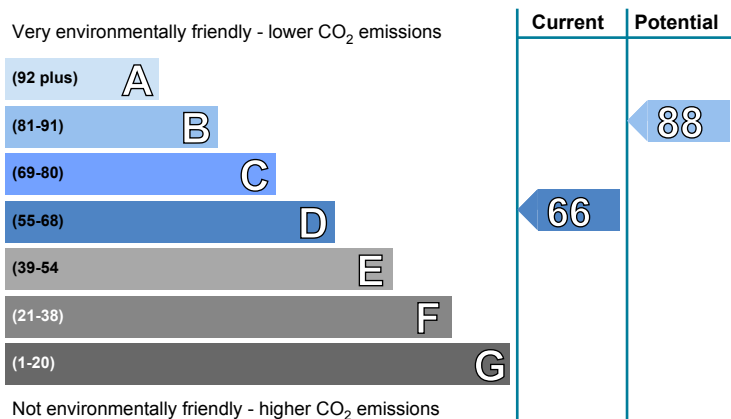 Very environmentally friendly - lower CO₂ emissions
Current
Potential
(92 plus) A
(81-91) B
88
(69-80) C
(55-68) D
66
(39-54 E
(21-38) F
(1-20) G
Not environmentally friendly - higher CO₂ emissions